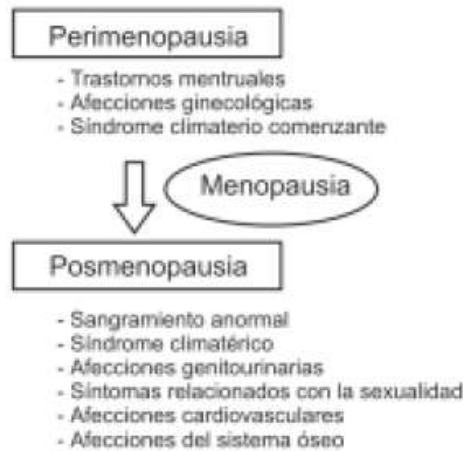 Perimenopausia
- Trastornos mentruales
- Afecciones ginecológicas
- Síndrome climaterio comenzante
Menopausia
Posmenopausia
- Sangramiento anormal
- Síndrome climatérico
- Afecciones genitourinarias
- Síntomas relacionados con la sexualidad
- Afecciones cardiovasculares
- Afecciones del sistema óseo